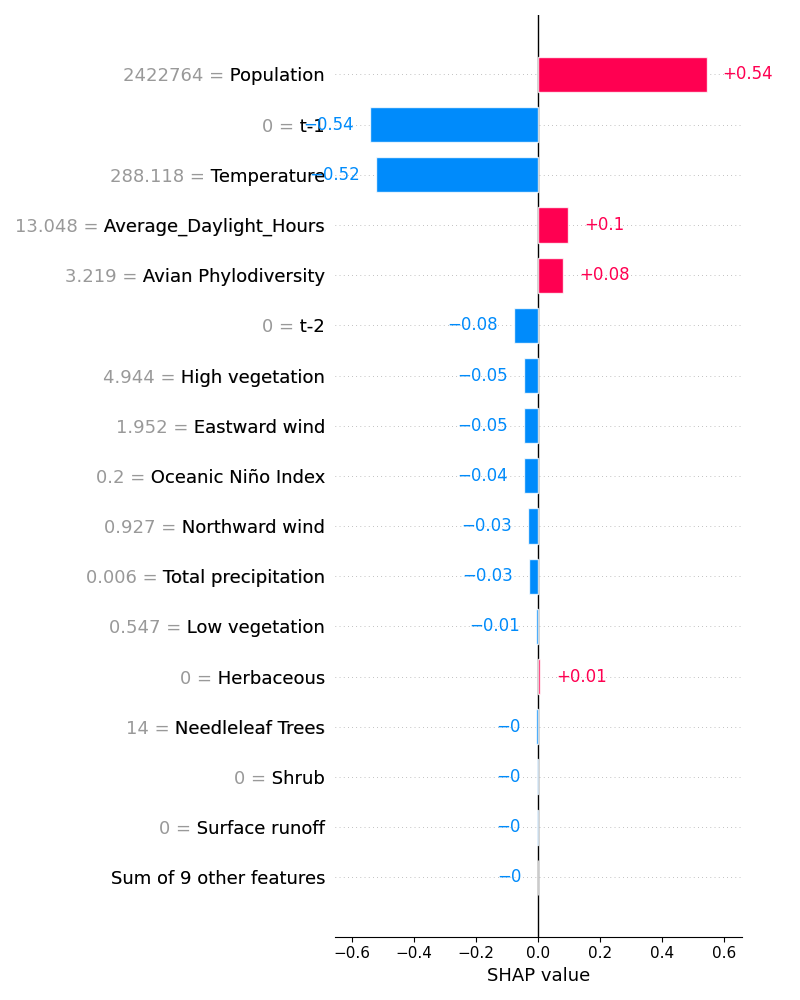 2422764 = Population +0.54
0 = t-1 −0.54
288.118 = Temperature −0.52
13.048 = Average_Daylight_Hours +0.1
3.219 = Avian Phylodiversity +0.08
0 = t-2 −0.08
4.944 = High vegetation −0.05
1.952 = Eastward wind −0.05
0.2 = Oceanic Niño Index −0.04
0.927 = Northward wind −0.03
0.006 = Total precipitation −0.03
0.547 = Low vegetation −0.01
0 = Herbaceous +0.01
14 = Needleleaf Trees −0
0 = Shrub −0
0 = Surface runoff −0
Sum of 9 other features −0
−0.6 −0.4 −0.2 0.0 0.2 0.4 0.6
SHAP value